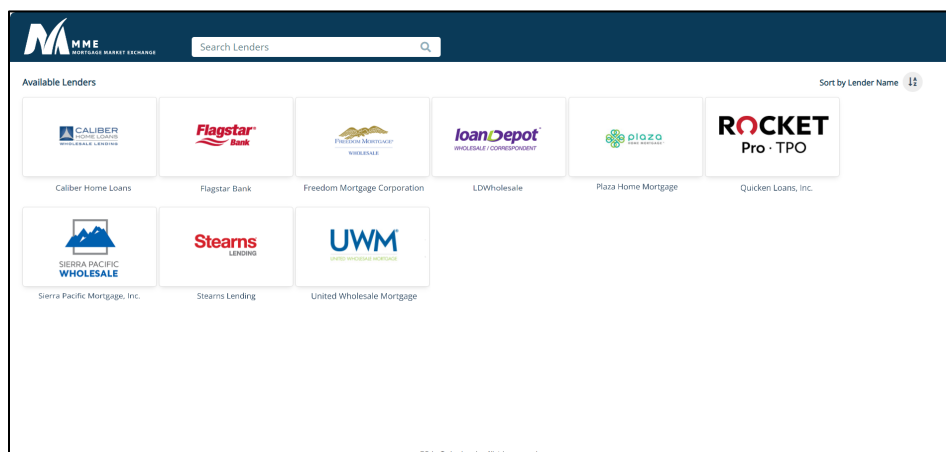 MME
MORTGAGE MARKET EXCHANGE
Search Lenders
Available Lenders
Sort by Lender Name
CALIBER
HOME LOANS
WHOLESALE LENDING
Flagstar
Bank
FREEDOM MORTGAGE
WHOLESALE
loanDepot
WHOLESALE / CORRESPONDENT
plaza
HOME MORTGAGE
ROCKET
Pro · TPO
Caliber Home Loans
Flagstar Bank
Freedom Mortgage Corporation
LDWholesale
Plaza Home Mortgage
Quicken Loans, Inc.
SIERRA PACIFIC
WHOLESALE
Stearns
LENDING
UWM
UNITED WHOLESALE MORTGAGE
Sierra Pacific Mortgage, Inc.
Stearns Lending
United Wholesale Mortgage